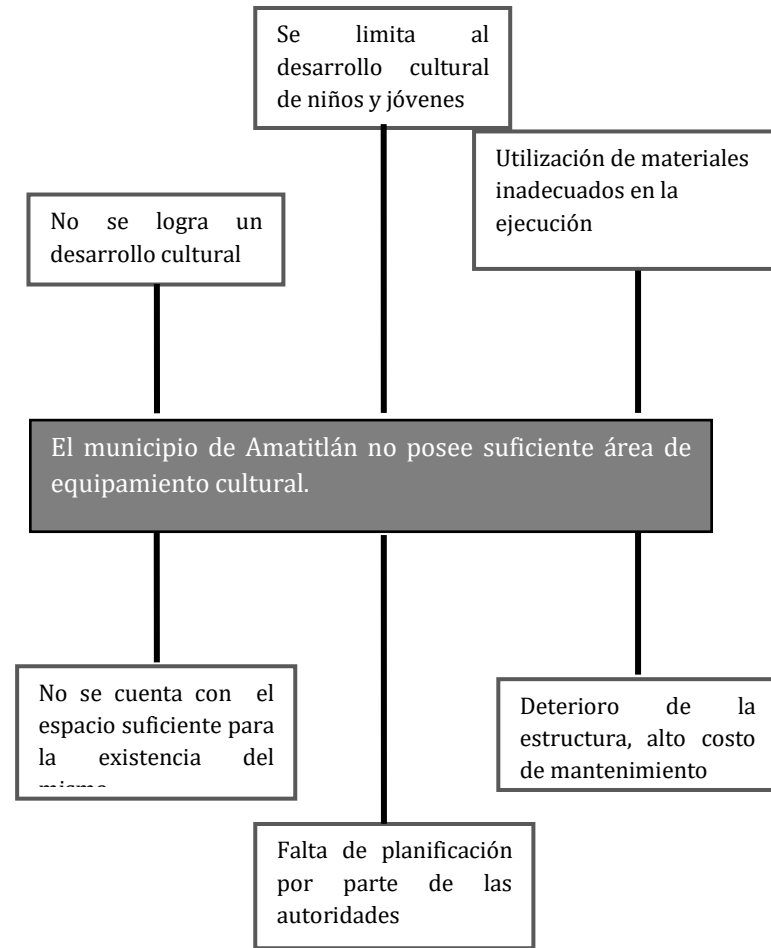 Se limita al
desarrollo cultural
de niños y jóvenes
Utilización de materiales
inadecuados en la
ejecución
No se logra un
desarrollo cultural
El municipio de Amatitlán no posee suficiente área de
equipamiento cultural.
No se cuenta con el
espacio suficiente para
la existencia del
Deterioro de la
estructura, alto costo
de mantenimiento
Falta de planificación
por parte de las
autoridades